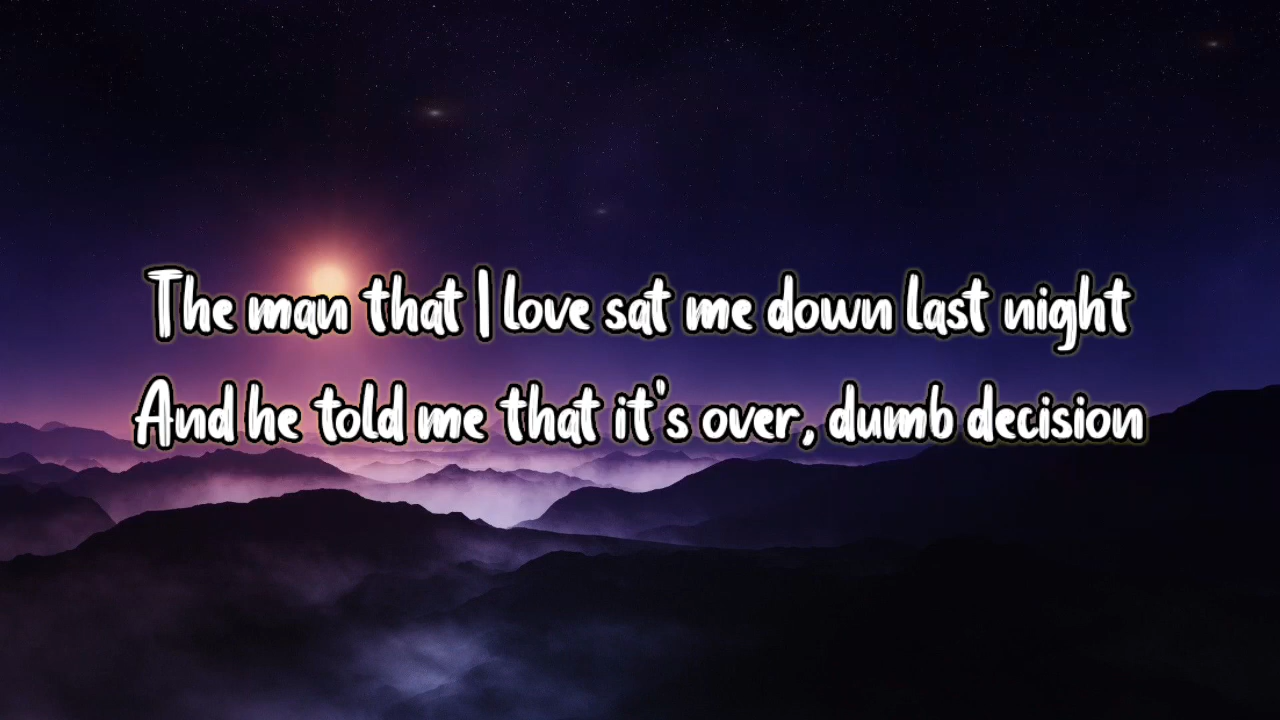 The man that I love sat me down last night
And he told me that it's over, dumb decision